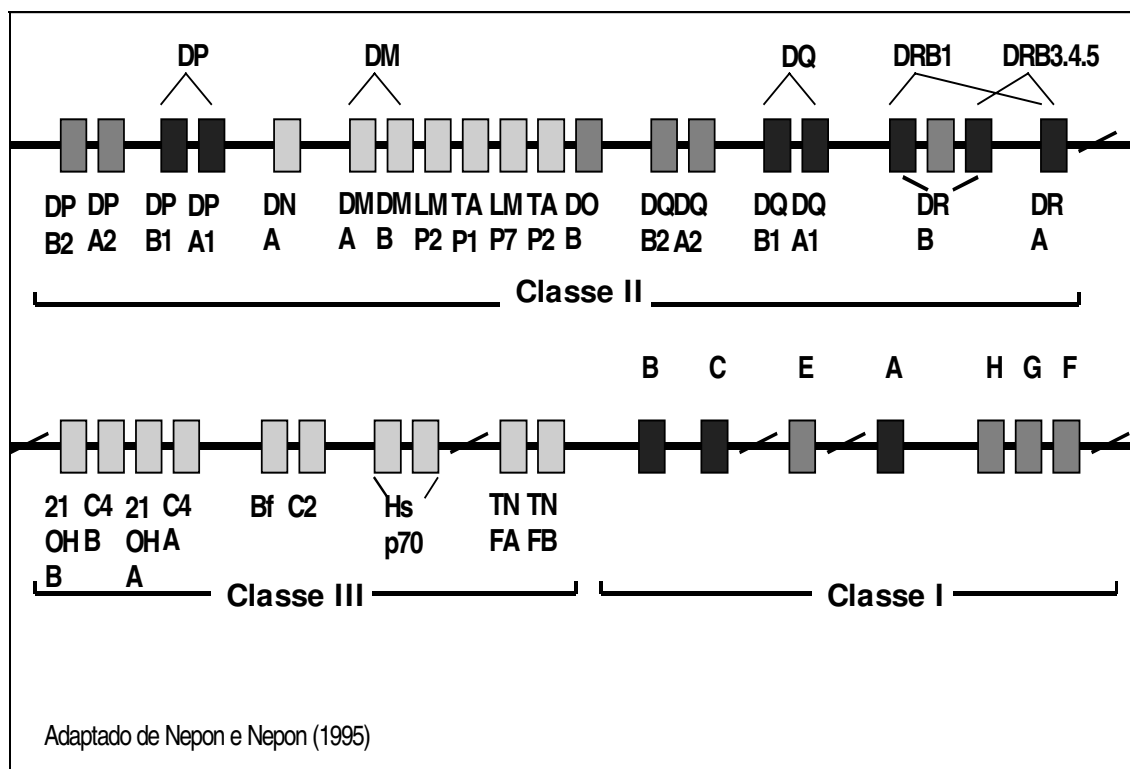 DP DM DQ DRB1 DRB3.4.5
DP DP DP DP DN DM DM LM TA LM TA DO DQ DQ DQ DQ DR DR
B2 A2 B1 A1 A A B P2 P1 P7 P2 B B2 A2 B1 A1 B A
Classe II
B C E A H G F
21 C4 21 C4 Bf C2 Hs TN TN
OH B OH A p70 FA FB
B A
Classe III Classe I
Adaptado de Nepon e Nepon (1995)